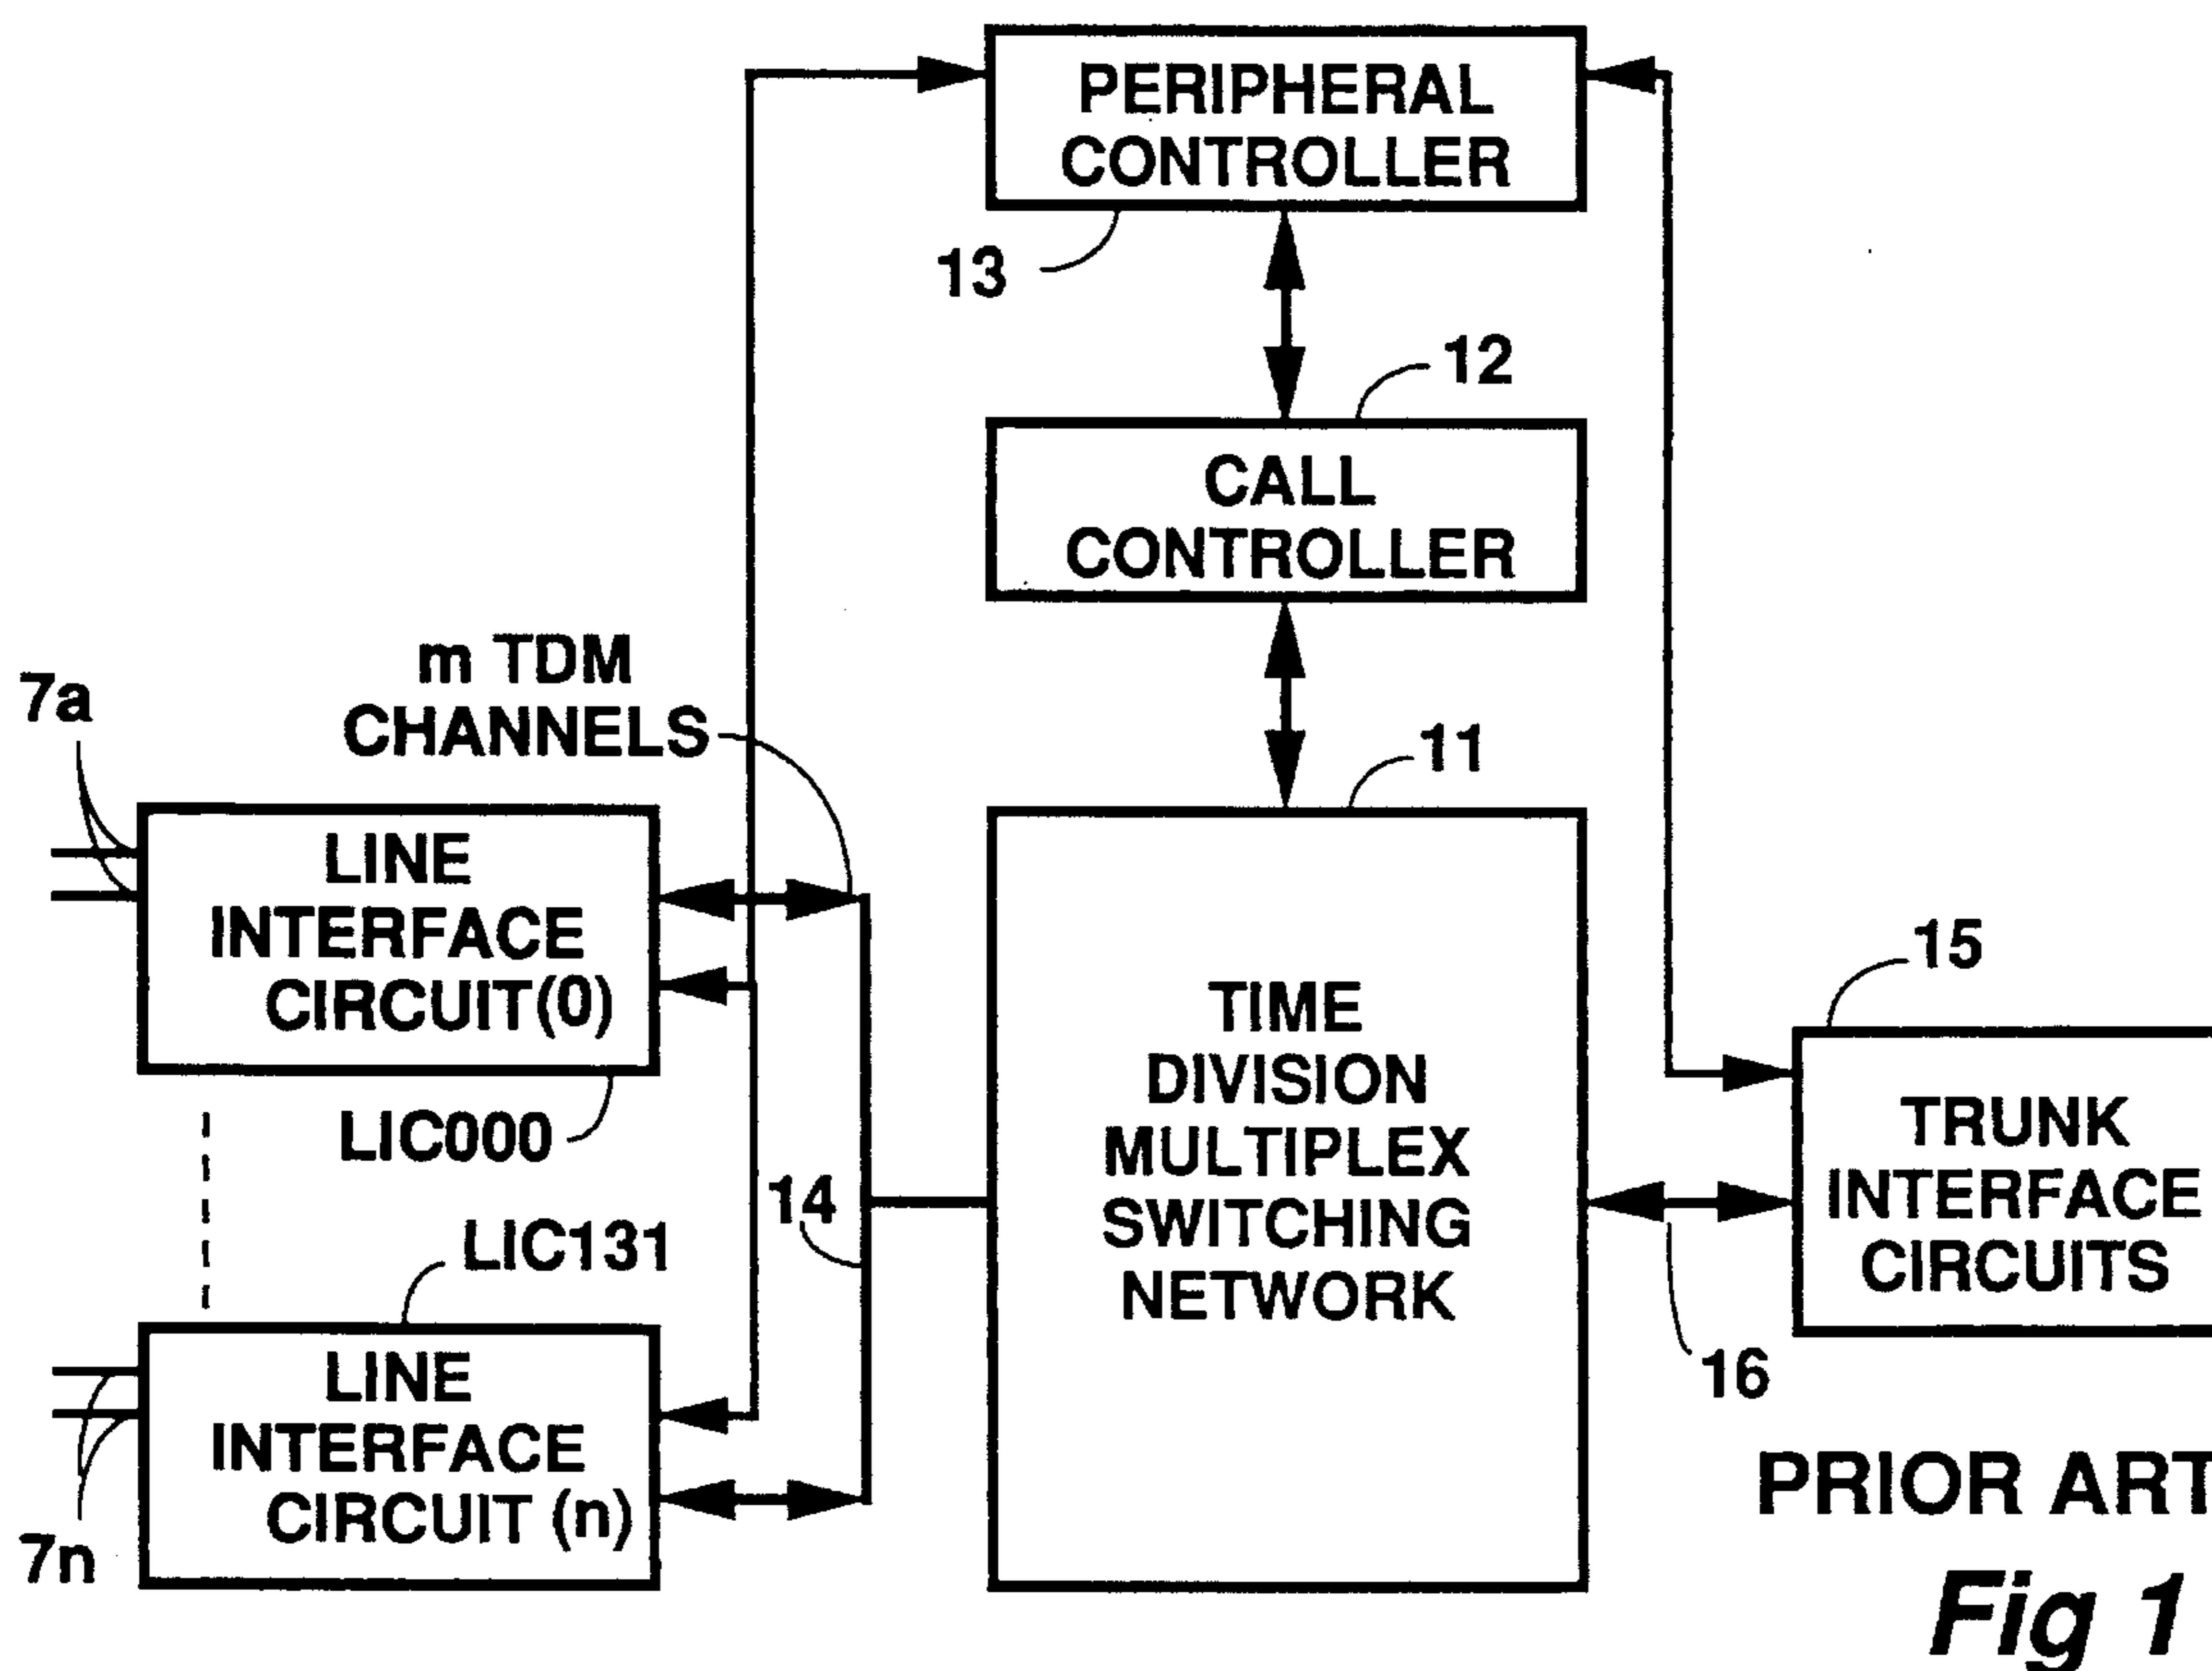 PERIPHERAL
CONTROLLER
13
12
CALL
CONTROLLER
m TDM
CHANNELS
7a
11
LINE
INTERFACE
CIRCUIT(0)
LIC000
TIME
DIVISION
MULTIPLEX
SWITCHING
NETWORK
14
15
TRUNK
INTERFACE
CIRCUITS
16
LIC131
LINE
INTERFACE
CIRCUIT (n)
7n
PRIOR ART
Fig 1